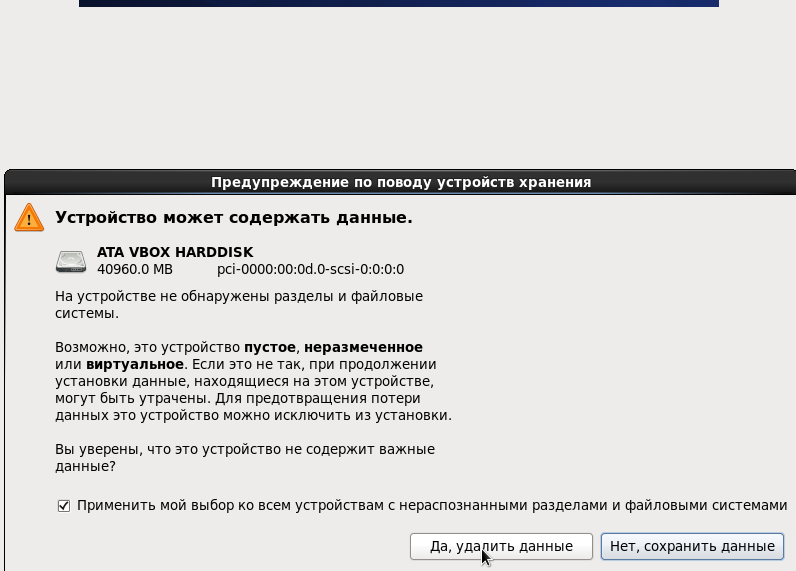 Предупреждение по поводу устройств хранения
Устройство может содержать данные.
ATA VBOX HARDDISK
40960.0 MB pci-0000:00:0d.0-scsi-0:0:0:0
На устройстве не обнаружены разделы и файловые
системы.
Возможно, это устройство пустое, неразмеченное
или виртуальное. Если это не так, при продолжении
установки данные, находящиеся на этом устройстве,
могут быть утрачены. Для предотвращения потери
данных это устройство можно исключить из установки.
Вы уверены, что это устройство не содержит важные
данные?
Применить мой выбор ко всем устройствам с нераспознанными разделами и файловыми системами
Да, удалить данные Нет, сохранить данные